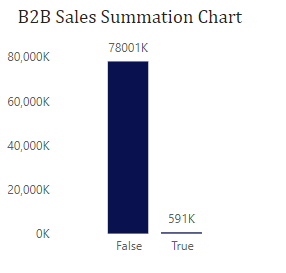 B2B Sales Summation Chart
78001K
80,000K
60,000K
40,000K
20,000K
591K
0K
False True